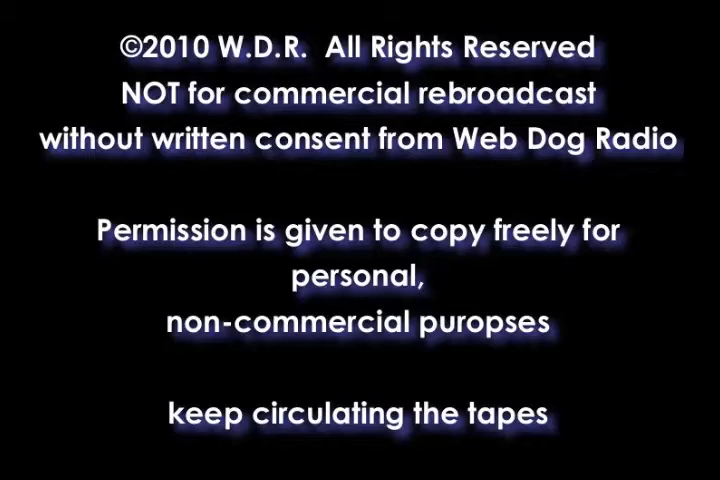 ©2010 W.D.R.  All Rights Reserved
NOT for commercial rebroadcast
without written consent from Web Dog Radio
Permission is given to copy freely for
personal,
non-commercial puropses
keep circulating the tapes